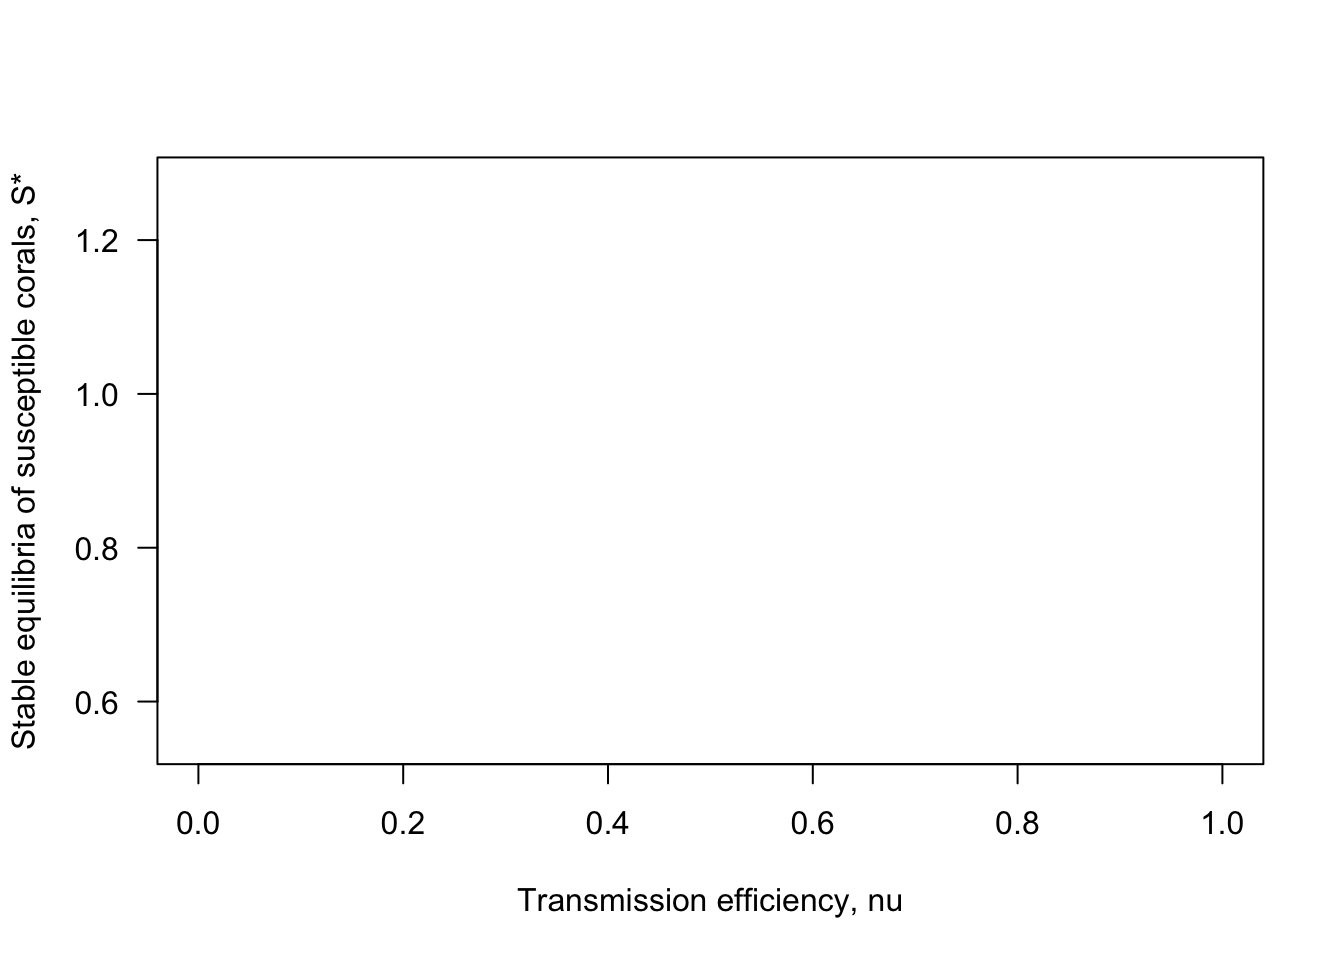 Stable equilibria of susceptible corals, S*
1.2
1.0
0.8
0.6
0.0 0.2 0.4 0.6 0.8 1.0
Transmission efficiency, nu